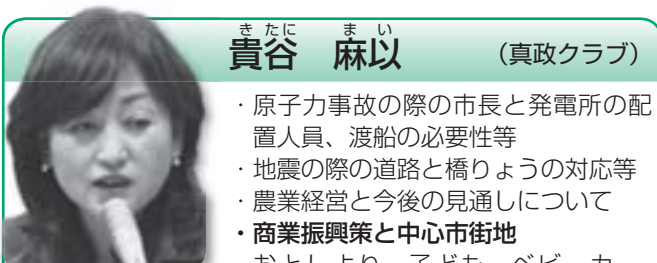 きたに まい
貴谷 麻以 （真政クラブ）
・原子力事故の際の市長と発電所の配
置人員、渡船の必要性等
・地震の際の道路と橋りょうの対応等
・農業経営と今後の見通しについて
・商業振興策と中心市街地